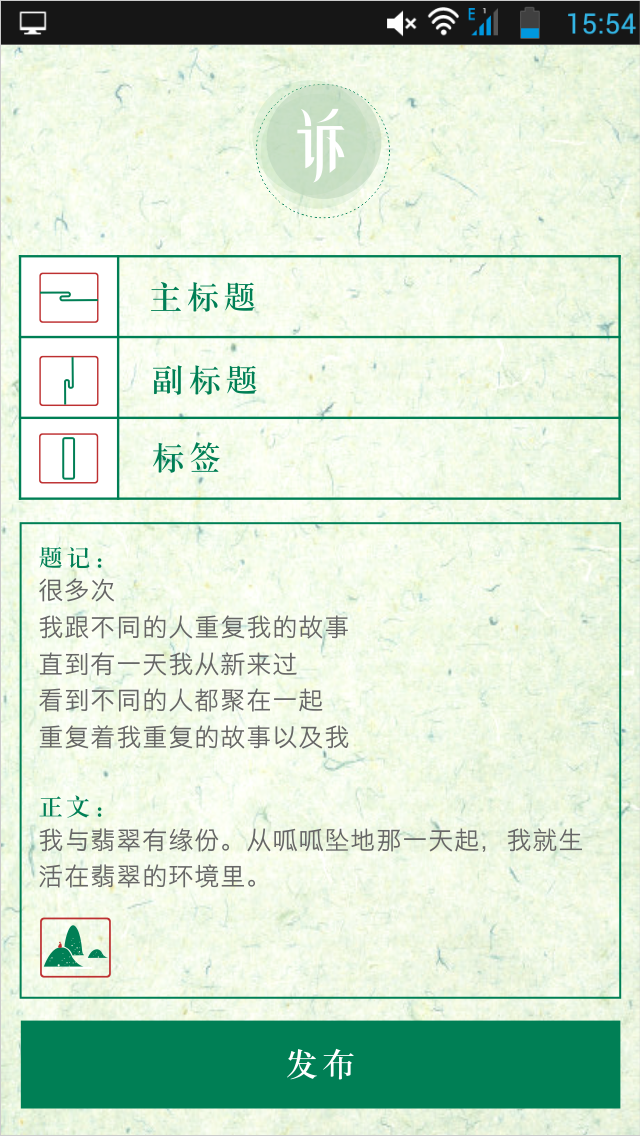 E 1 15:54
诉
主标题
副标题
标签
题记：
很多次
我跟不同的人重复我的故事
直到有一天我从新来过
看到不同的人都聚在一起
重复着我重复的故事以及我
正文：
我与翡翠有缘份。从呱呱坠地那一天起，我就生
活在翡翠的环境里。
发布